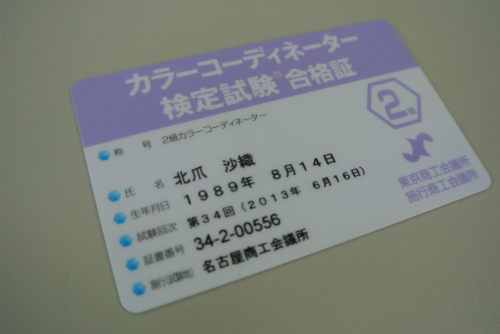 カラーコーディネーター
検定試験® 合格証
2級
称 号 2級カラーコーディネーター
氏 名 北爪 沙織
生年月日 1989年 8月14日
試験回次 第34回(2013年 6月16日)
証書番号 34-2-00556
施行(試験地) 名古屋商工会議所
東京商工会議所
施行商工会議所